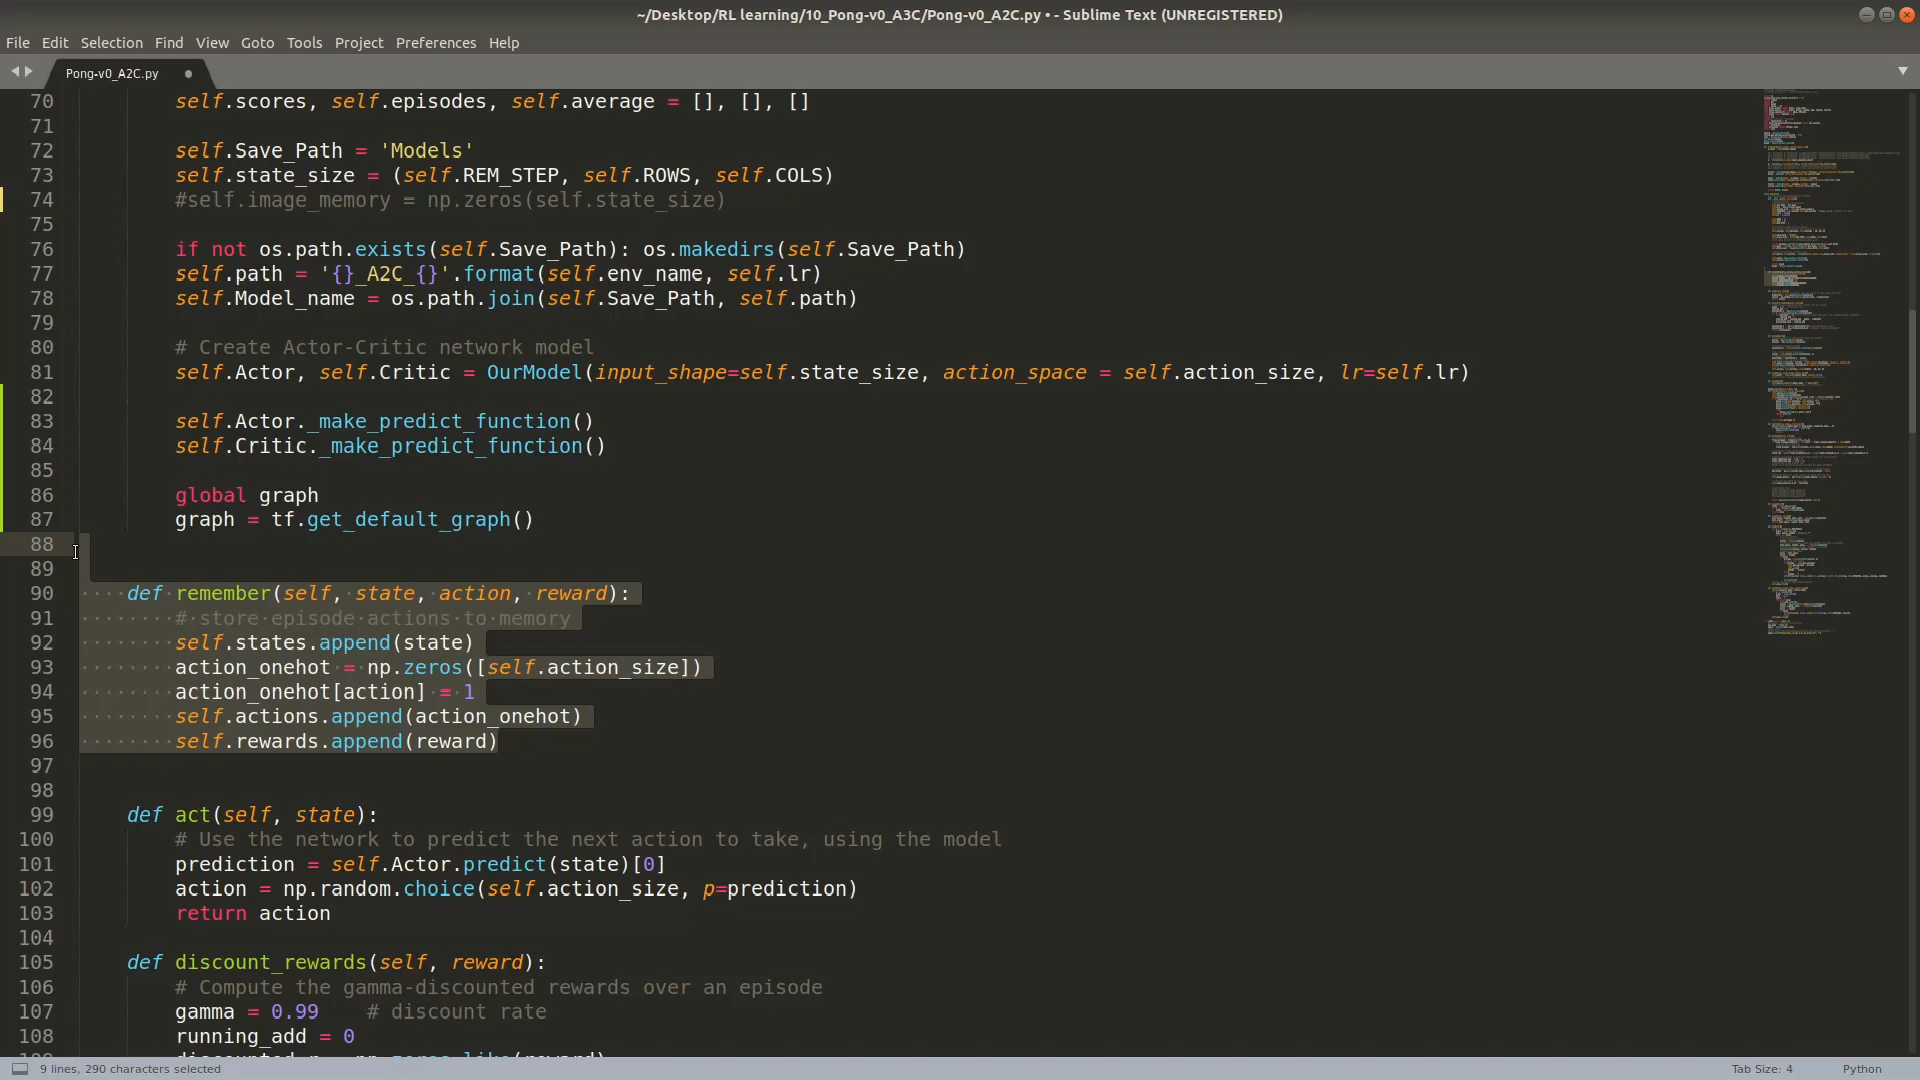 ~/Desktop/RL learning/10_Pong-v0_A3C/Pong-v0_A2C.py • - Sublime Text (UNREGISTERED)
File Edit Selection Find View Goto Tools Project Preferences Help
Pong-v0_A2C.py
70 self.scores, self.episodes, self.average = [], [], []
71
72 self.Save_Path = 'Models'
73 self.state_size = (self.REM_STEP, self.ROWS, self.COLS)
74 #self.image_memory = np.zeros(self.state_size)
75
76 if not os.path.exists(self.Save_Path): os.makedirs(self.Save_Path)
77 self.path = '{}_A2C_{}'.format(self.env_name, self.lr)
78 self.Model_name = os.path.join(self.Save_Path, self.path)
79
80 # Create Actor-Critic network model
81 self.Actor, self.Critic = OurModel(input_shape=self.state_size, action_space = self.action_size, lr=self.lr)
82
83 self.Actor._make_predict_function()
84 self.Critic._make_predict_function()
85
86 global graph
87 graph = tf.get_default_graph()
88
89
90 def remember(self, state, action, reward):
91 # store episode actions to memory
92 self.states.append(state)
93 action_onehot = np.zeros([self.action_size])
94 action_onehot[action] = 1
95 self.actions.append(action_onehot)
96 self.rewards.append(reward)
97
98
99 def act(self, state):
100 # Use the network to predict the next action to take, using the model
101 prediction = self.Actor.predict(state)[0]
102 action = np.random.choice(self.action_size, p=prediction)
103 return action
104
105 def discount_rewards(self, reward):
106 # Compute the gamma-discounted rewards over an episode
107 gamma = 0.99 # discount rate
108 running_add = 0
9 lines, 290 characters selected
Tab Size: 4 Python